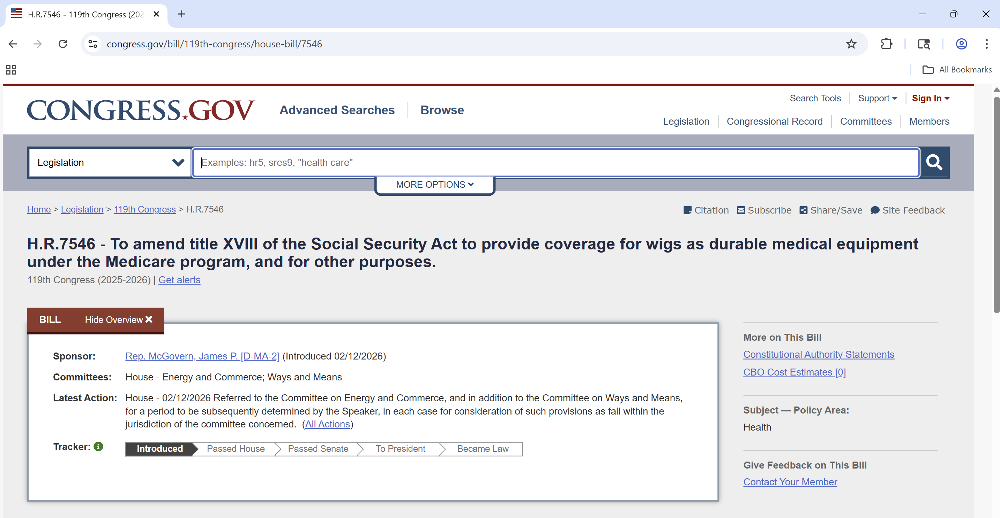 H.R.7546 - 119th Congress (202
congress.gov/bill/119th-congress/house-bill/7546
All Bookmarks
CONGRESS.GOV
Advanced Searches
Browse
Search Tools
Support
Sign In
Legislation
Congressional Record
Committees
Members
Legislation
Examples: hr5, sres9, "health care"
MORE OPTIONS
Home > Legislation > 119th Congress > H.R.7546
Citation
Subscribe
Share/Save
Site Feedback
H.R.7546 - To amend title XVIII of the Social Security Act to provide coverage for wigs as durable medical equipment
under the Medicare program, and for other purposes.
119th Congress (2025-2026) | Get alerts
BILL
Hide Overview
Sponsor: Rep. McGovern, James P. [D-MA-2] (Introduced 02/12/2026)
Committees: House - Energy and Commerce; Ways and Means
Latest Action: House - 02/12/2026 Referred to the Committee on Energy and Commerce, and in addition to the Committee on Ways and Means,
for a period to be subsequently determined by the Speaker, in each case for consideration of such provisions as fall within the
jurisdiction of the committee concerned. (All Actions)
Tracker:
Introduced
Passed House
Passed Senate
To President
Became Law
More on This Bill
Constitutional Authority Statements
CBO Cost Estimates [0]
Subject — Policy Area:
Health
Give Feedback on This Bill
Contact Your Member